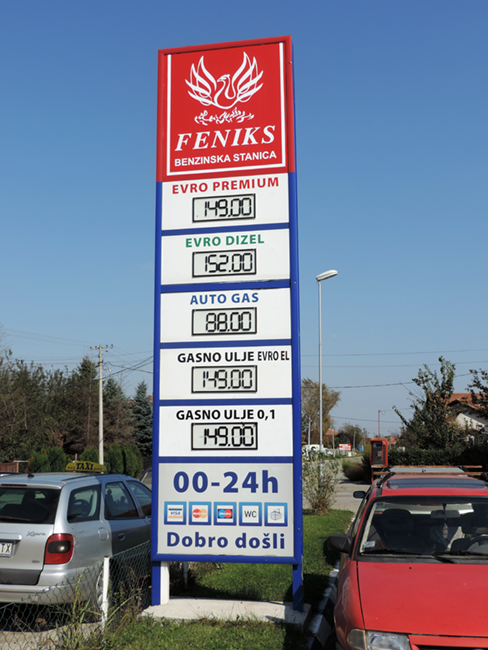 FENIKS
BENZINSKA STANICA
EVRO PREMIUM
149.00
EVRO DIZEL
152.00
AUTO GAS
88.00
GASNO ULJE EVRO EL
149.00
GASNO ULJE 0,1
149.00
00-24h
VISA WC
Dobro došli
TAXI
TX